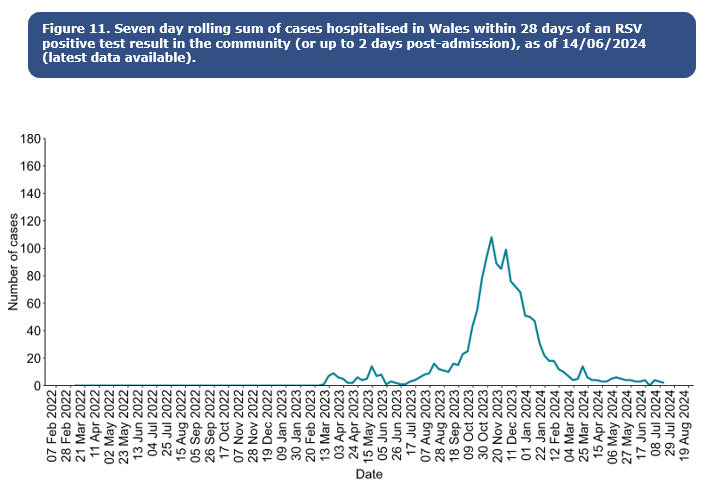 Figure 11. Seven day rolling sum of cases hospitalised in Wales within 28 days of an RSV
positive test result in the community (or up to 2 days post-admission), as of 14/06/2024
(latest data available).
180
160
140
120
100
80
60
40
20
0
Number of cases
07 Feb 2022
28 Feb 2022
21 Mar 2022
11 Apr 2022
02 May 2022
23 May 2022
13 Jun 2022
04 Jul 2022
25 Jul 2022
15 Aug 2022
05 Sep 2022
26 Sep 2022
17 Oct 2022
07 Nov 2022
28 Nov 2022
19 Dec 2022
09 Jan 2023
30 Jan 2023
20 Feb 2023
13 Mar 2023
03 Apr 2023
24 Apr 2023
15 May 2023
05 Jun 2023
26 Jun 2023
17 Jul 2023
07 Aug 2023
28 Aug 2023
18 Sep 2023
09 Oct 2023
30 Oct 2023
20 Nov 2023
11 Dec 2023
01 Jan 2024
22 Jan 2024
12 Feb 2024
04 Mar 2024
25 Mar 2024
15 Apr 2024
06 May 2024
27 May 2024
17 Jun 2024
08 Jul 2024
29 Jul 2024
19 Aug 2024
Date